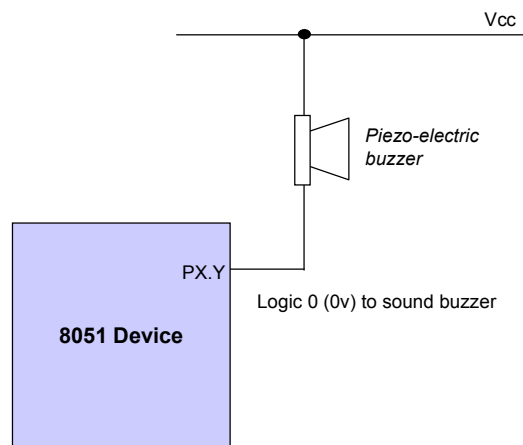 Vcc
Piezo-electric
buzzer
PX.Y
Logic 0 (0v) to sound buzzer
8051 Device